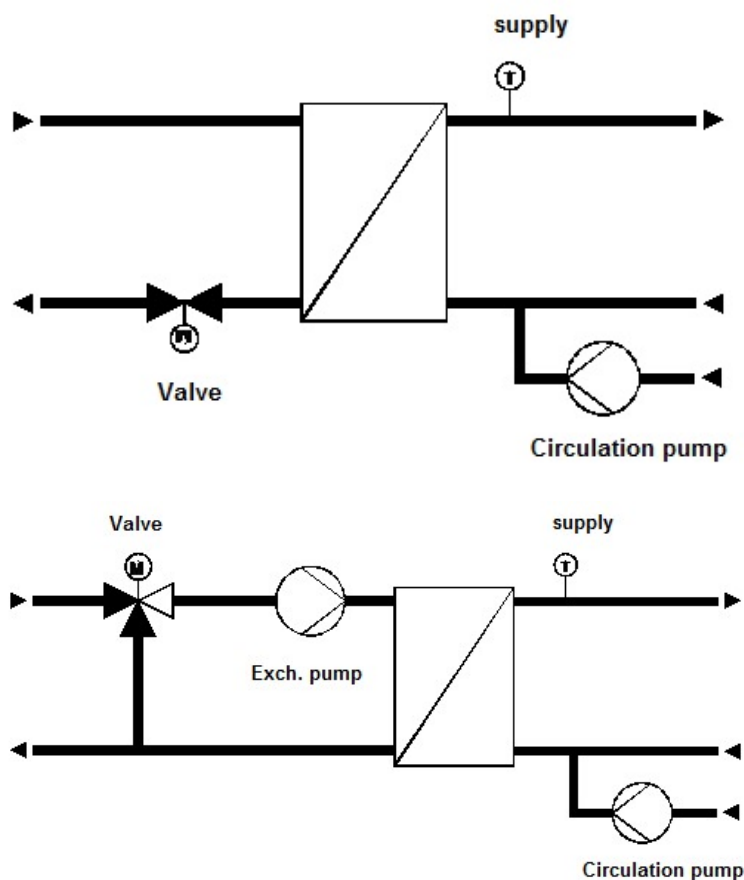 supply
T
Valve
Circulation pump
Valve
supply
M
T
Exch. pump
Circulation pump